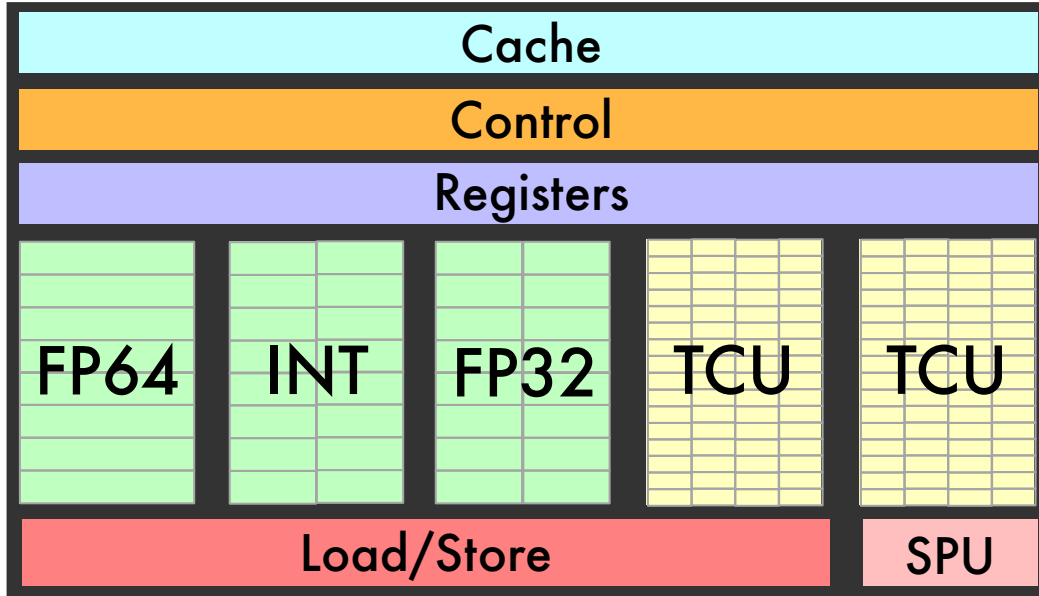 Cache
Control
Registers
FP64 INT FP32 TCU TCU
Load/Store SPU